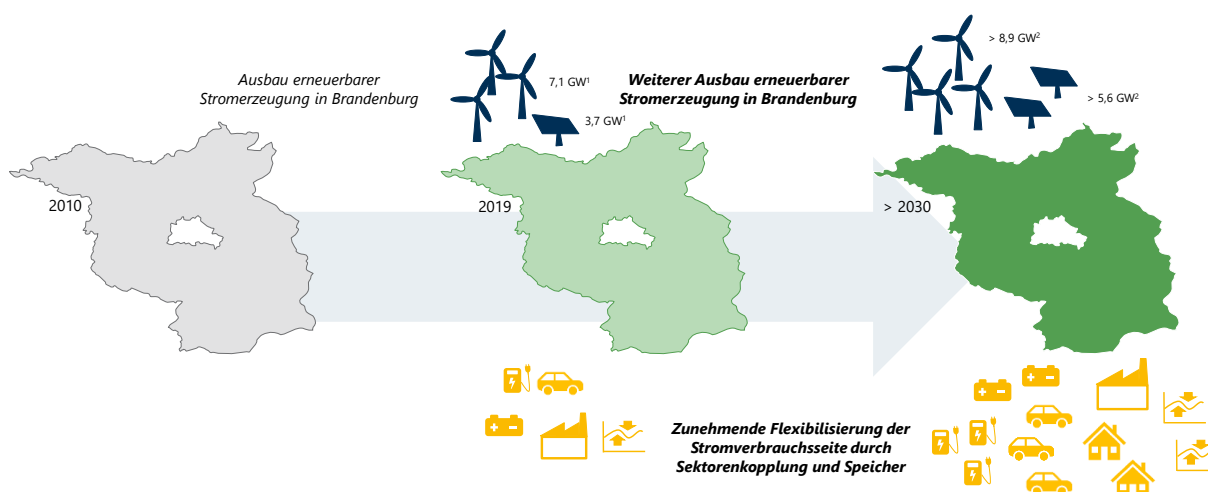 Ausbau erneuerbarer
Stromerzeugung in Brandenburg
7,1 GW¹
3,7 GW¹
Weiterer Ausbau erneuerbarer
Stromerzeugung in Brandenburg
> 8,9 GW²
> 5,6 GW²
2010
2019
> 2030
Zunehmende Flexibilisierung der
Stromverbrauchsseite durch
Sektorenkopplung und Speicher